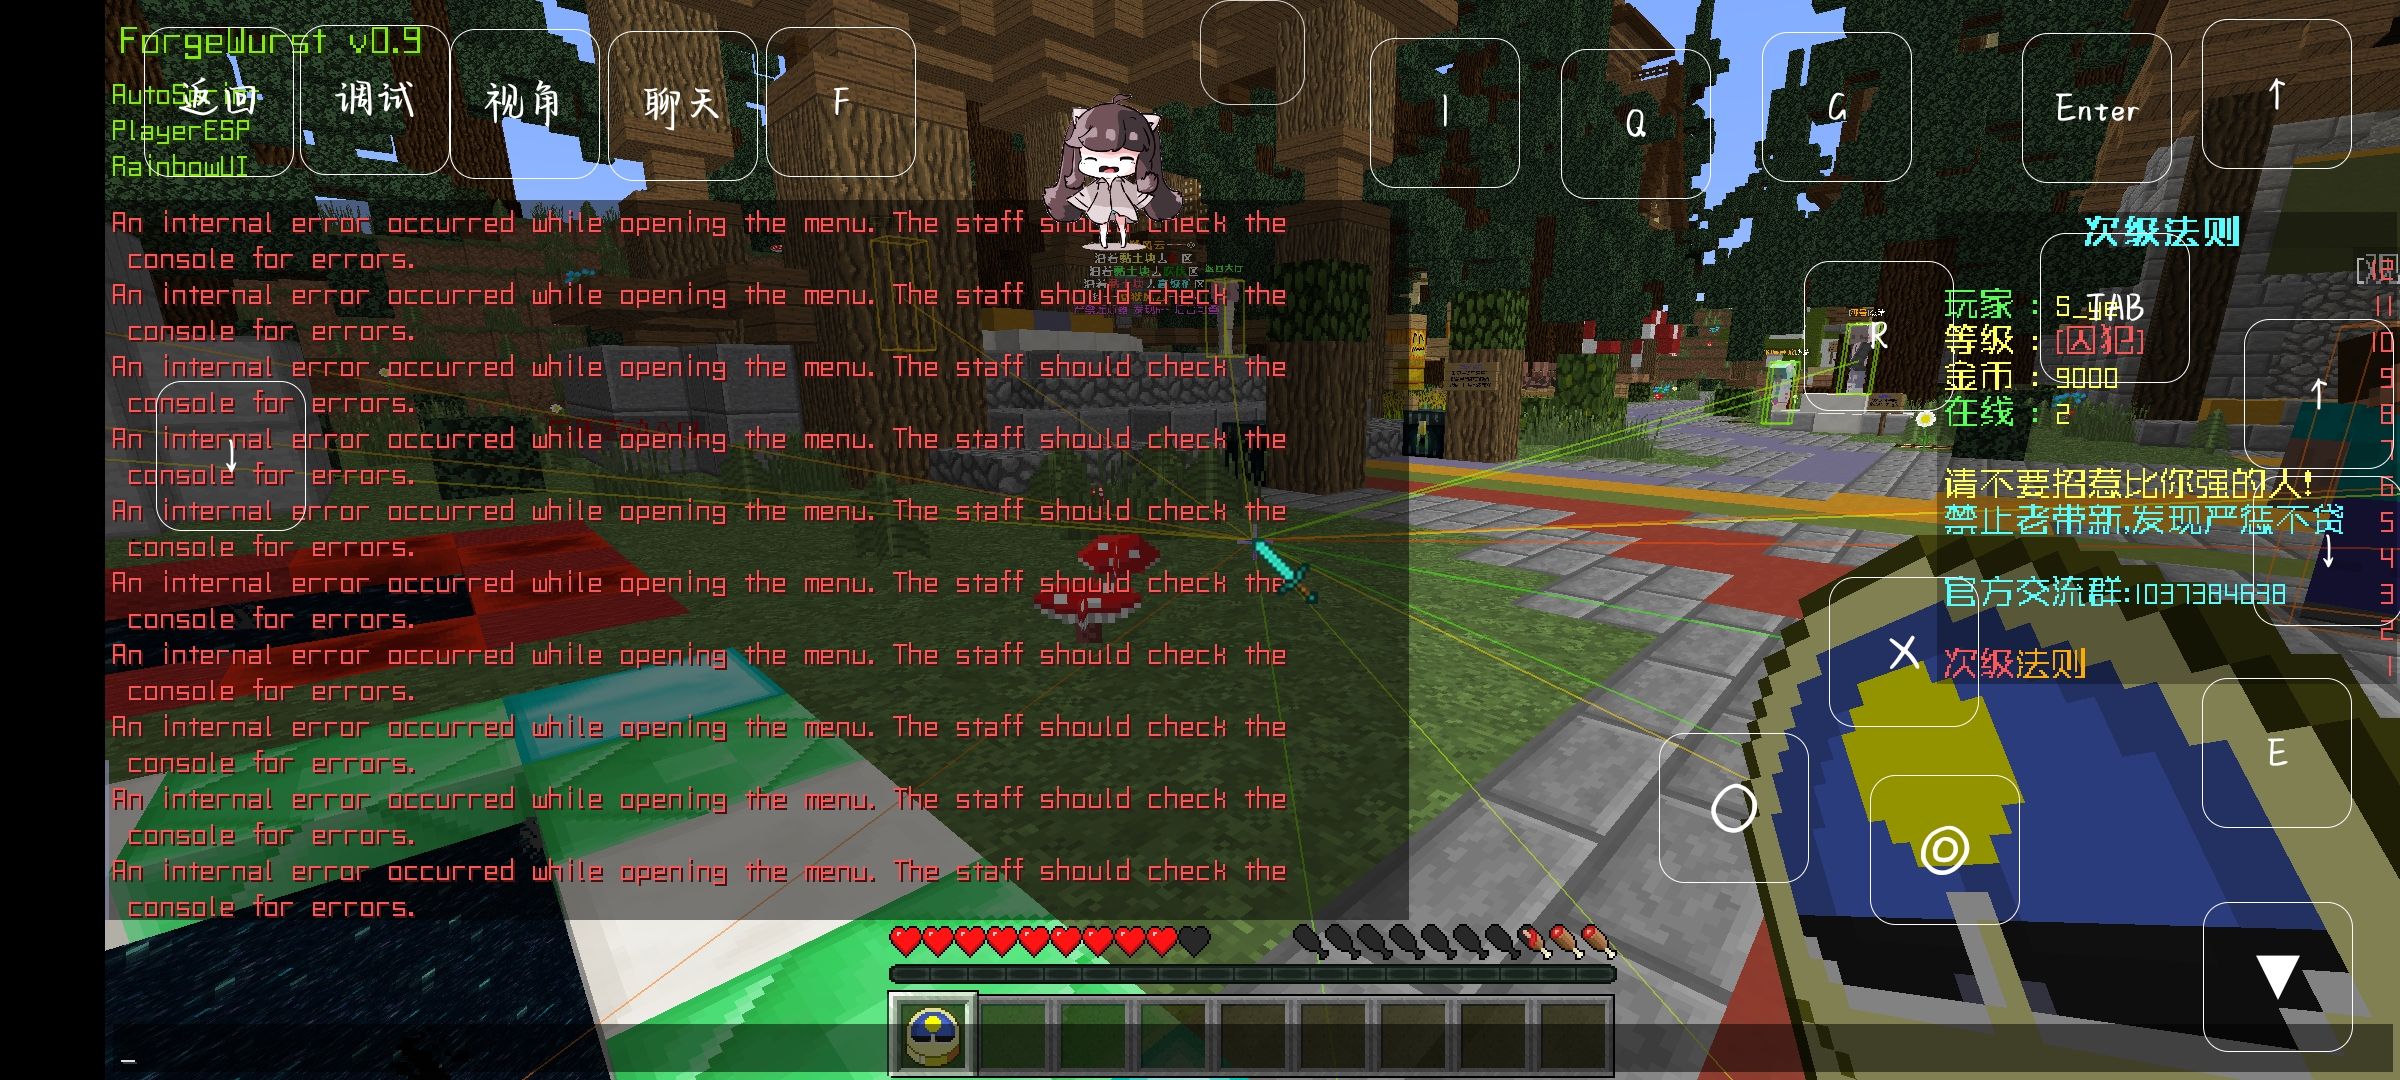 ForgeWurst v0.9
返回
调试
视角
聊天
F
I
Q
G
Enter
↑
PlayerESP
RainbowUI
An internal error occurred while opening the menu. The staff should check the
console for errors.
An internal error occurred while opening the menu. The staff should check the
console for errors.
An internal error occurred while opening the menu. The staff should check the
console for errors.
An internal error occurred while opening the menu. The staff should check the
console for errors.
An internal error occurred while opening the menu. The staff should check the
console for errors.
An internal error occurred while opening the menu. The staff should check the
console for errors.
An internal error occurred while opening the menu. The staff should check the
console for errors.
An internal error occurred while opening the menu. The staff should check the
console for errors.
An internal error occurred while opening the menu. The staff should check the
console for errors.
An internal error occurred while opening the menu. The staff should check the
console for errors.
次级法则
玩家 :
TAB
11
R
等级 : [囚犯]
10
金币 : 9000
9
↑
在线 : 2
8
7
请不要招惹比你强的人!
6
禁止老带新,发现严惩不贷
5
4
官方交流群:1037384838
3
2
次级法则
1
↓
↓
X
O
◎
E
▼